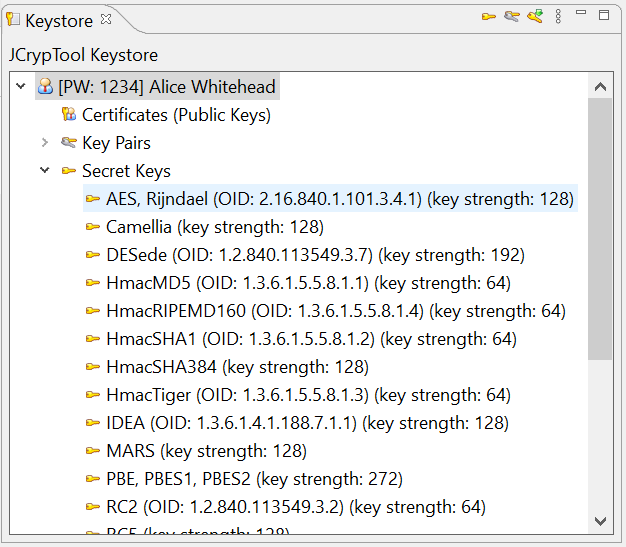 Keystore
JCrypTool Keystore
[PW: 1234] Alice Whitehead
Certificates (Public Keys)
Key Pairs
Secret Keys
AES, Rijndael (OID: 2.16.840.1.101.3.4.1) (key strength: 128)
Camellia (key strength: 128)
DESede (OID: 1.2.840.113549.3.7) (key strength: 192)
HmacMD5 (OID: 1.3.6.1.5.5.8.1.1) (key strength: 64)
HmacRIPEMD160 (OID: 1.3.6.1.5.5.8.1.4) (key strength: 64)
HmacSHA1 (OID: 1.3.6.1.5.5.8.1.2) (key strength: 64)
HmacSHA384 (key strength: 128)
HmacTiger (OID: 1.3.6.1.5.5.8.1.3) (key strength: 64)
IDEA (OID: 1.3.6.1.4.1.188.7.1.1) (key strength: 128)
MARS (key strength: 128)
PBE, PBES1, PBES2 (key strength: 272)
RC2 (OID: 1.2.840.113549.3.2) (key strength: 64)
RC5 (key strength: 128)